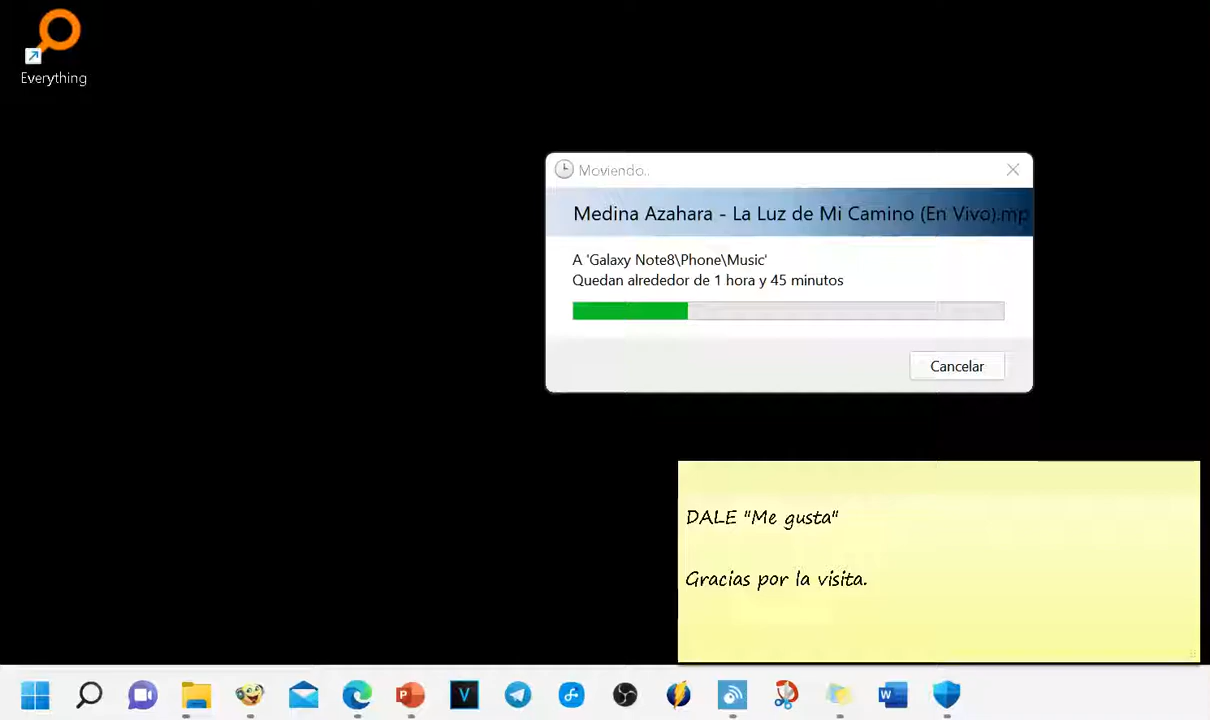 Everything
Moviendo..
Medina Azahara - La Luz de Mi Camino (En Vivo).mp
A 'Galaxy Note8\Phone\Music'
Quedan alrededor de 1 hora y 45 minutos
Cancelar
DALE "Me gusta"
Gracias por la visita.
P
V
W